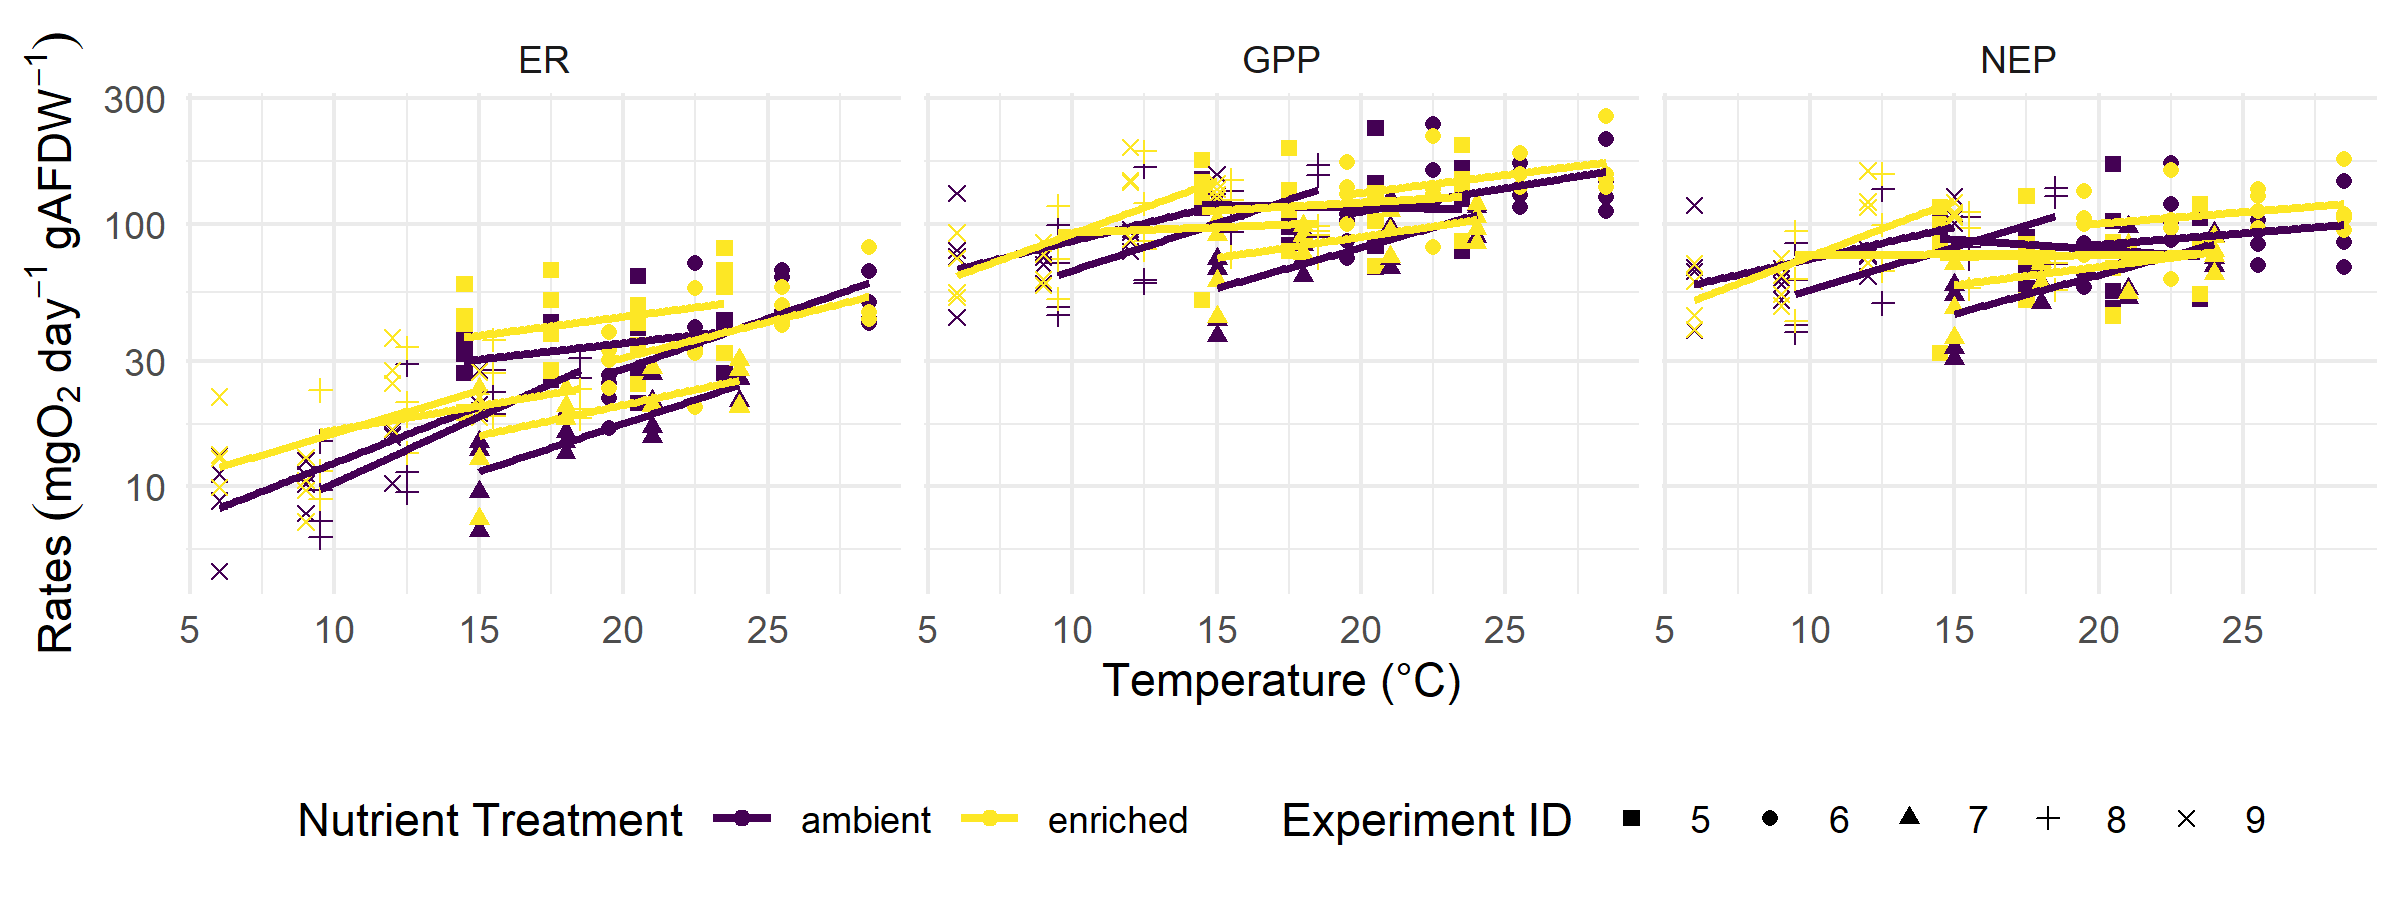 ER GPP NEP
300
100
30
10
Rates (mgO₂ day⁻¹ gAFDW⁻¹)
5 10 15 20 25 5 10 15 20 25 5 10 15 20 25
Temperature (°C)
Nutrient Treatment ambient enriched Experiment ID 5 6 7 8 9